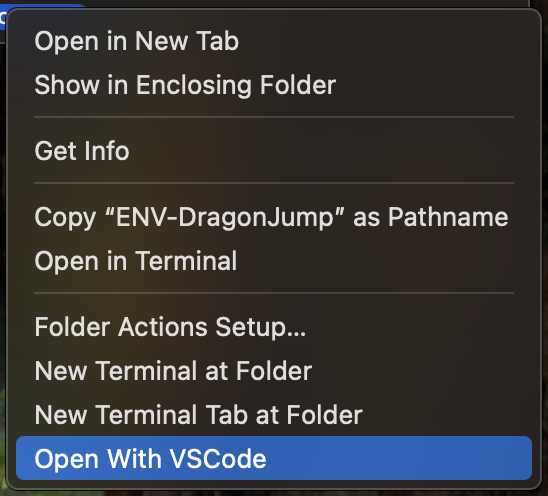 Open in New Tab
Show in Enclosing Folder
Get Info
Copy “ENV-DragonJump” as Pathname
Open in Terminal
Folder Actions Setup...
New Terminal at Folder
New Terminal Tab at Folder
Open With VSCode